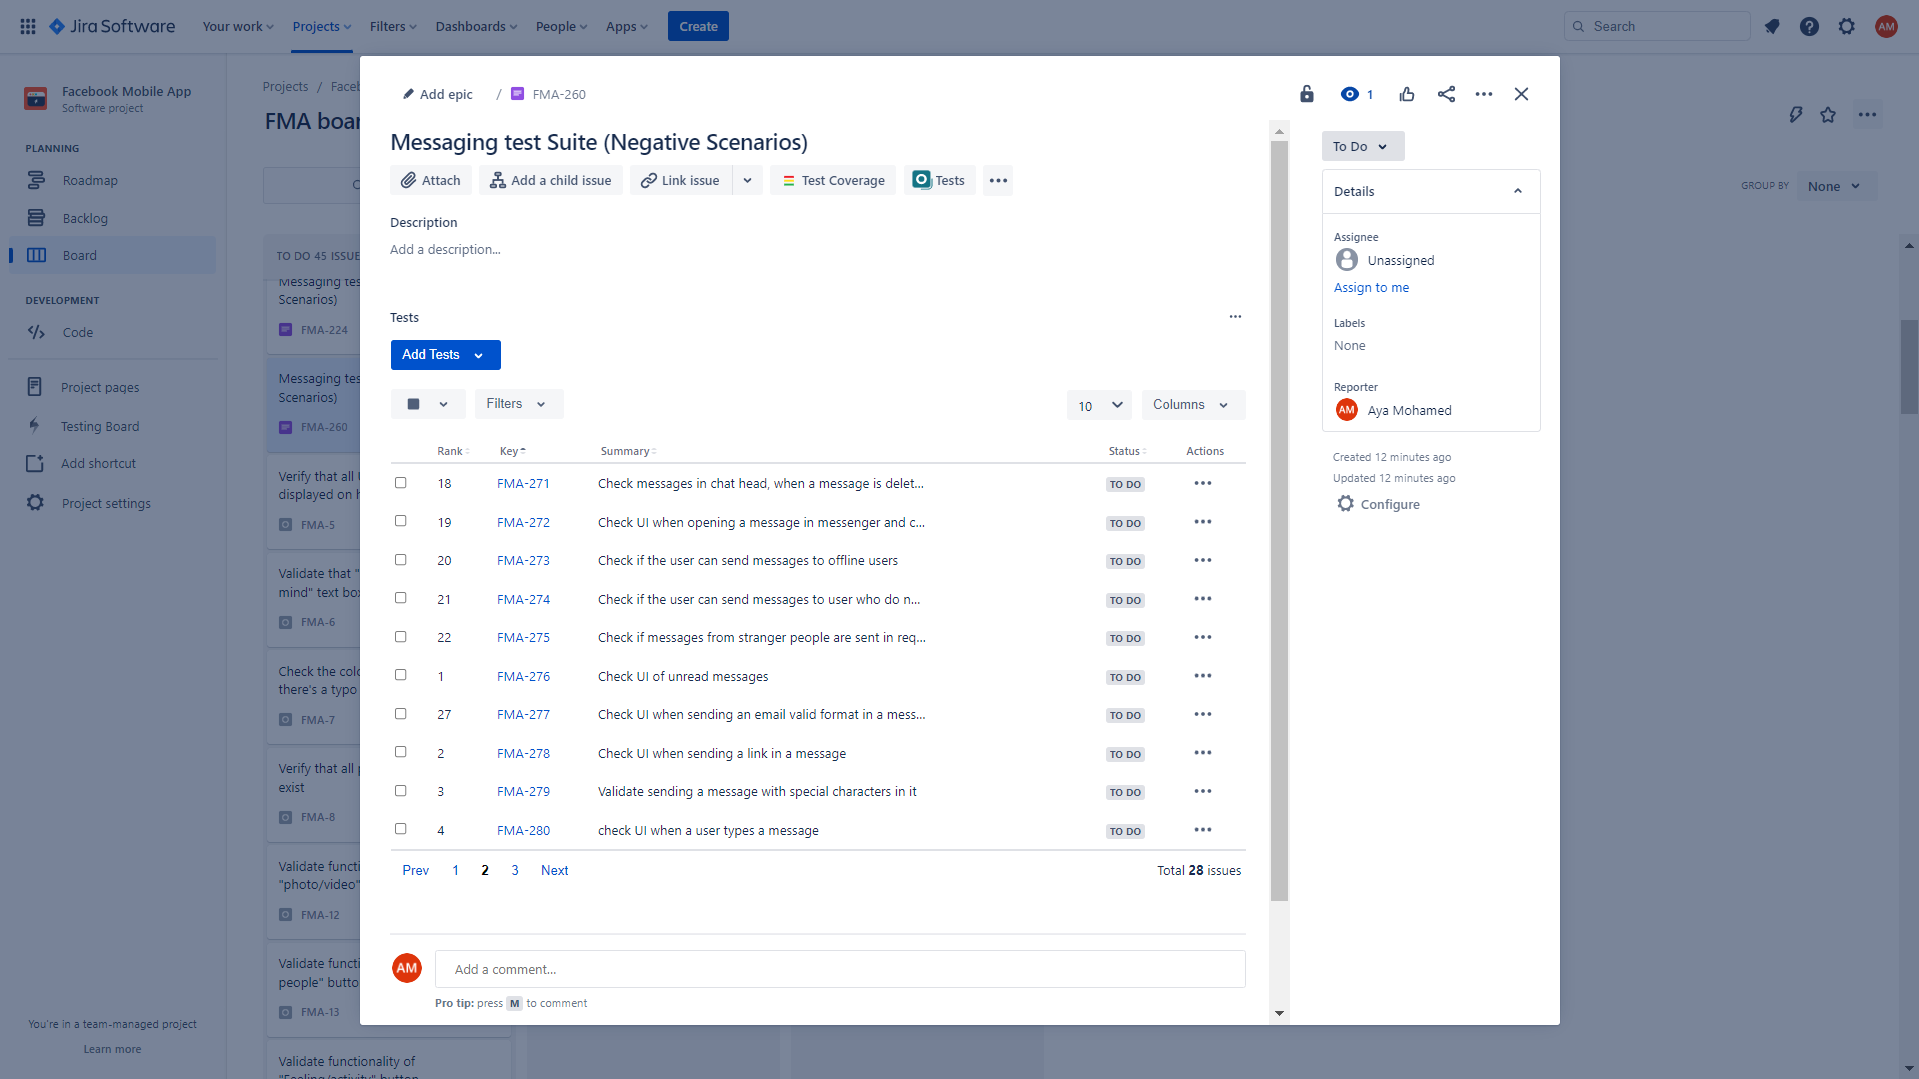 Jira Software
Your work
Projects
Filters
Dashboards
People
Apps
Create
Search
AM
Facebook Mobile App
Software project
PLANNING
Roadmap
Backlog
Board
DEVELOPMENT
Code
Project pages
Testing Board
Add shortcut
Project settings
You're in a team-managed project
Learn more
Projects / Faceb
FMA boar
GROUP BY None
TO DO 45 ISSUE
Messaging tes
Scenarios)
FMA-224
Messaging tes
Scenarios)
FMA-260
Verify that all
displayed on h
FMA-5
Validate that "
mind" text box
FMA-6
Check the colo
there's a typo
FMA-7
Verify that all p
exist
FMA-8
Validate functi
"photo/video"
FMA-12
Validate functi
people" butto
FMA-13
Validate functionality of
"Feeling/activity" button
Add epic / FMA-260
1
Messaging test Suite (Negative Scenarios)
Attach
Add a child issue
Link issue
Test Coverage
Tests
Description
Add a description...
Tests
Add Tests
Filters
10
Columns
Rank Key Summary Status Actions
18 FMA-271 Check messages in chat head, when a message is delet... TO DO
19 FMA-272 Check UI when opening a message in messenger and c... TO DO
20 FMA-273 Check if the user can send messages to offline users TO DO
21 FMA-274 Check if the user can send messages to user who do n... TO DO
22 FMA-275 Check if messages from stranger people are sent in req... TO DO
1 FMA-276 Check UI of unread messages TO DO
27 FMA-277 Check UI when sending an email valid format in a mess... TO DO
2 FMA-278 Check UI when sending a link in a message TO DO
3 FMA-279 Validate sending a message with special characters in it TO DO
4 FMA-280 check UI when a user types a message TO DO
Prev 1 2 3 Next
Total 28 issues
AM
Add a comment...
Pro tip: press M to comment
To Do
Details
Assignee
Unassigned
Assign to me
Labels
None
Reporter
AM Aya Mohamed
Created 12 minutes ago
Updated 12 minutes ago
Configure